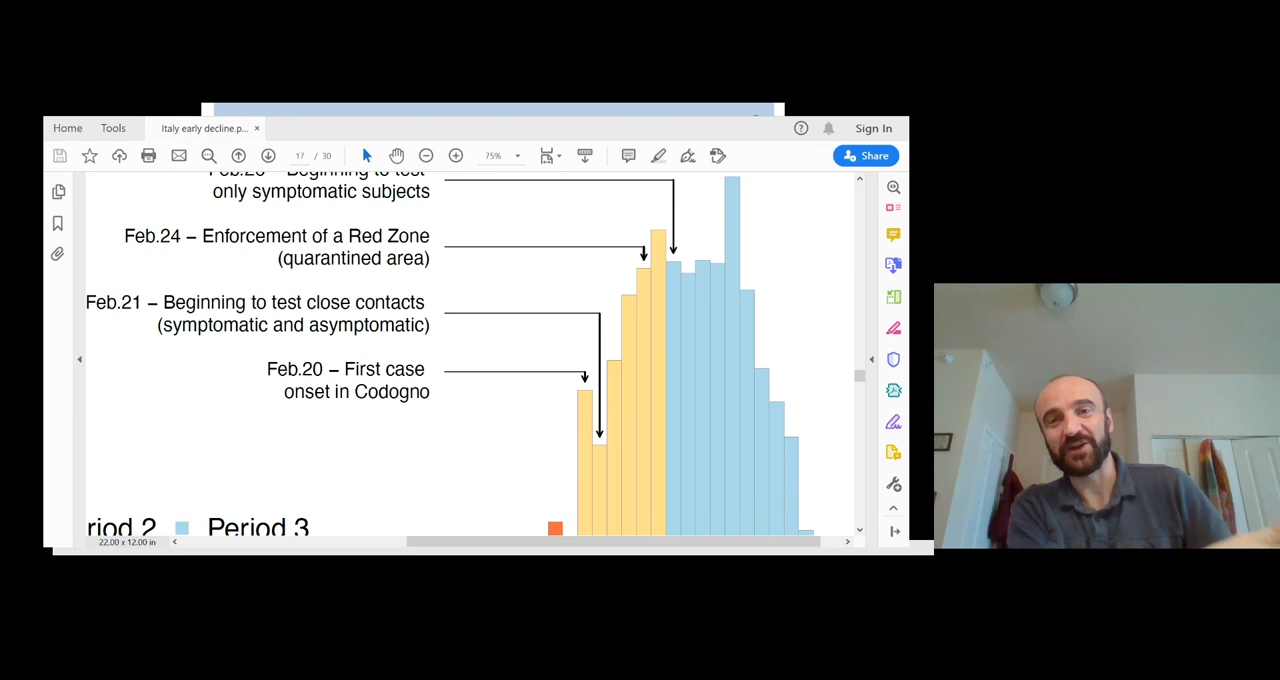 Home Tools Italy early decline.p... ×
Sign In
17 / 30
75%
Share
only symptomatic subjects
Feb.24 – Enforcement of a Red Zone
(quarantined area)
Feb.21 – Beginning to test close contacts
(symptomatic and asymptomatic)
Feb.20 – First case
onset in Codogno
riod 2 Period 3
22.00 x 12.00 in